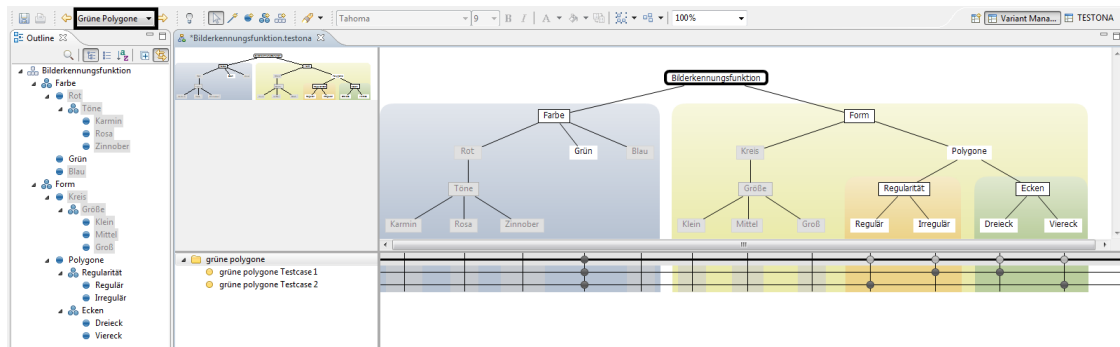 Grüne Polygone
Tahoma
9
B
I
A
100%
Variant Mana...
TESTONA
Outline
*Bilderkennungsfunktion.testona
Bilderkennungsfunktion
Farbe
Rot
Töne
Karmin
Rosa
Zinnober
Grün
Blau
Form
Kreis
Größe
Klein
Mittel
Groß
Polygone
Regularität
Regulär
Irregulär
Ecken
Dreieck
Viereck
Bilderkennungsfunktion
Farbe Form
Rot Grün Blau Kreis Polygone
Töne Größe Regularität Ecken
Karmin Rosa Zinnober Klein Mittel Groß Regulär Irregulär Dreieck Viereck
grüne polygone
grüne polygone Testcase 1
grüne polygone Testcase 2